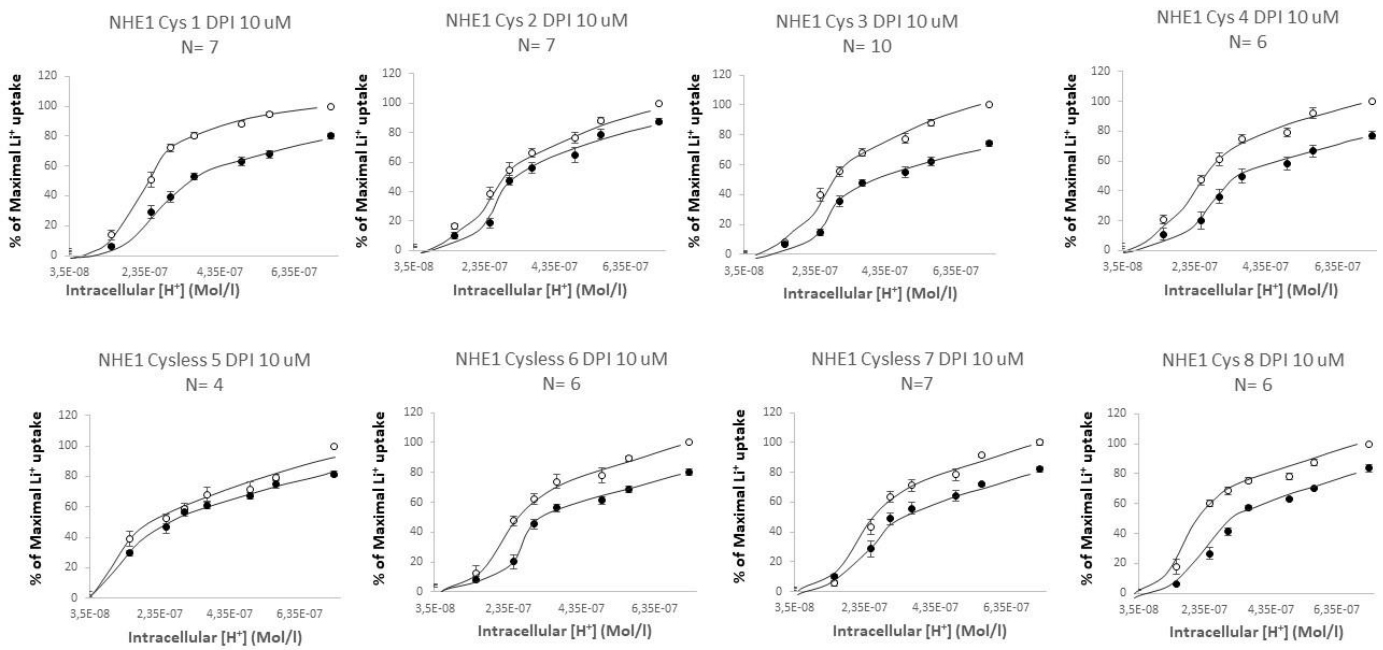 NHE1 Cys 1 DPI 10 uM
N= 7
% of Maximal Li⁺ uptake
120
100
80
60
40
20
0
3,5E-08 2,35E-07 4,35E-07 6,35E-07
Intracellular [H⁺] (Mol/l)
NHE1 Cys 2 DPI 10 uM
N= 7
% of Maximal Li⁺ uptake
120
100
80
60
40
20
0
3,5E-08 2,35E-07 4,35E-07 6,35E-07
Intracellular [H⁺] (Mol/l)
NHE1 Cys 3 DPI 10 uM
N= 10
% of Maximal Li⁺ uptake
120
100
80
60
40
20
0
3,5E-08 2,35E-07 4,35E-07 6,35E-07
Intracellular [H⁺] (Mol/l)
NHE1 Cys 4 DPI 10 uM
N= 6
% of Maximal Li⁺ uptake
120
100
80
60
40
20
0
3,5E-08 2,35E-07 4,35E-07 6,35E-07
Intracellular [H⁺] (Mol/l)
NHE1 Cysless 5 DPI 10 uM
N= 4
% of Maximal Li⁺ uptake
120
100
80
60
40
20
0
3,5E-08 2,35E-07 4,35E-07 6,35E-07
Intracellular [H⁺] (Mol/l)
NHE1 Cysless 6 DPI 10 uM
N= 6
% of Maximal Li⁺ uptake
120
100
80
60
40
20
0
3,5E-08 2,35E-07 4,35E-07 6,35E-07
Intracellular [H⁺] (Mol/l)
NHE1 Cysless 7 DPI 10 uM
N=7
% of Maximal Li⁺ uptake
120
100
80
60
40
20
0
3,5E-08 2,35E-07 4,35E-07 6,35E-07
Intracellular [H⁺] (Mol/l)
NHE1 Cys 8 DPI 10 uM
N= 6
% of Maximal Li⁺ uptake
120
100
80
60
40
20
0
3,5E-08 2,35E-07 4,35E-07 6,35E-07
Intracellular [H⁺] (Mol/l)